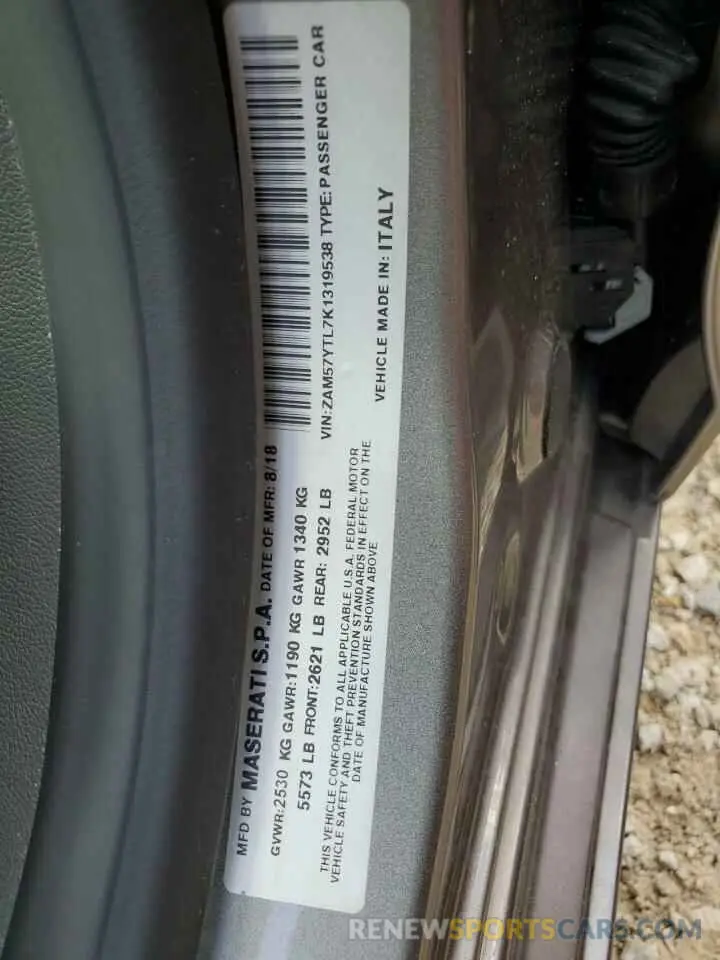 MFD BY MASERATI S.P.A. DATE OF MFR: 8/18
GVWR:2530 KG GAWR:1190 KG GAWR 1340 KG
5573 LB FRONT:2621 LB REAR: 2952 LB
THIS VEHICLE CONFORMS TO ALL APPLICABLE U.S.A. FEDERAL MOTOR
VEHICLE SAFETY AND THEFT PREVENTION STANDARDS IN EFFECT ON THE
DATE OF MANUFACTURE SHOWN ABOVE
VIN:ZAM57YTL7K1319538 TYPE:PASSENGER CAR
VEHICLE MADE IN: ITALY
RENEWSPORTSCARS.COM